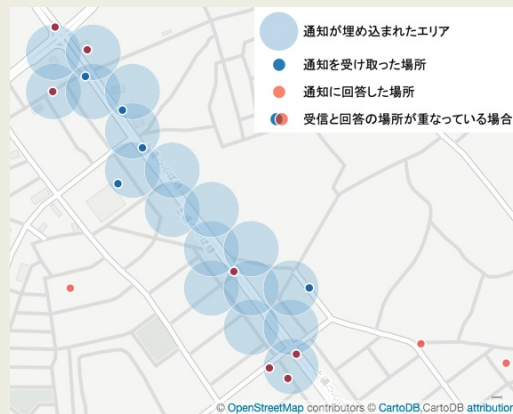 通知が埋め込まれたエリア
通知を受け取った場所
通知に回答した場所
受信と回答の場所が重なっている場合
© OpenStreetMap contributors © CartoDB,CartoDB attribution